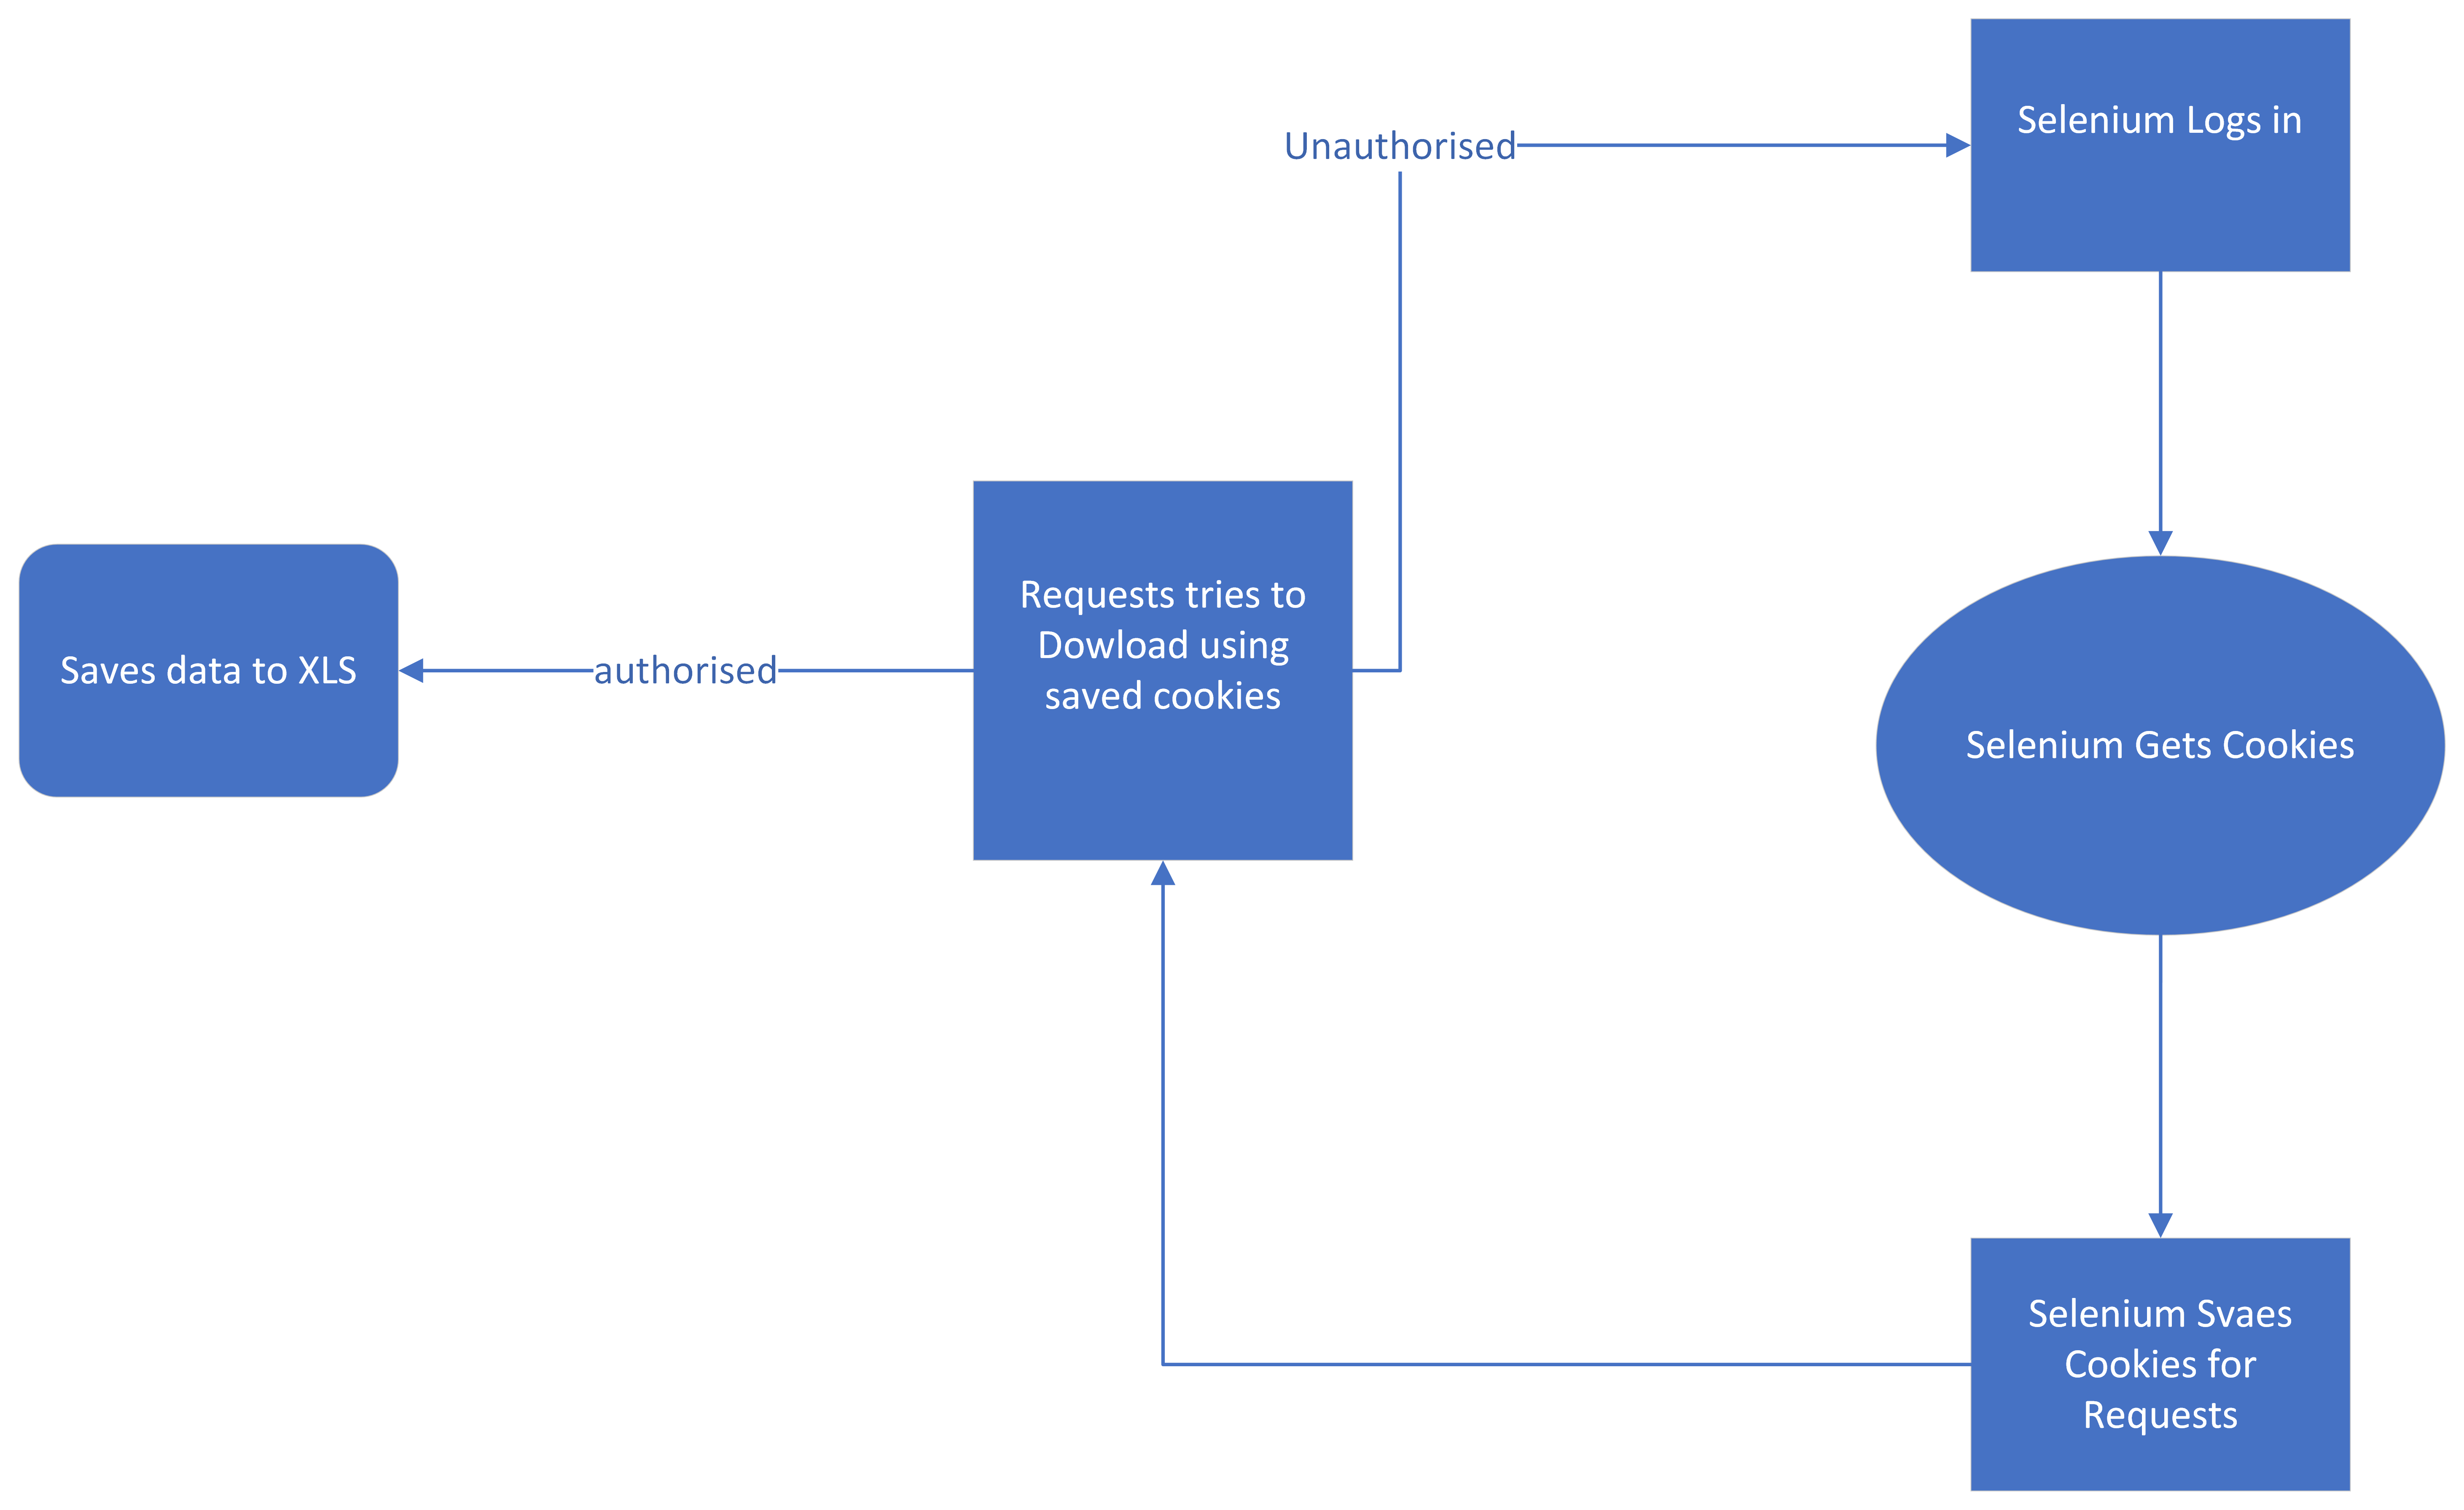 Unauthorised
Selenium Logs in
Saves data to XLS
authorised
Requests tries to
Dowload using
saved cookies
Selenium Gets Cookies
Selenium Svaes
Cookies for
Requests